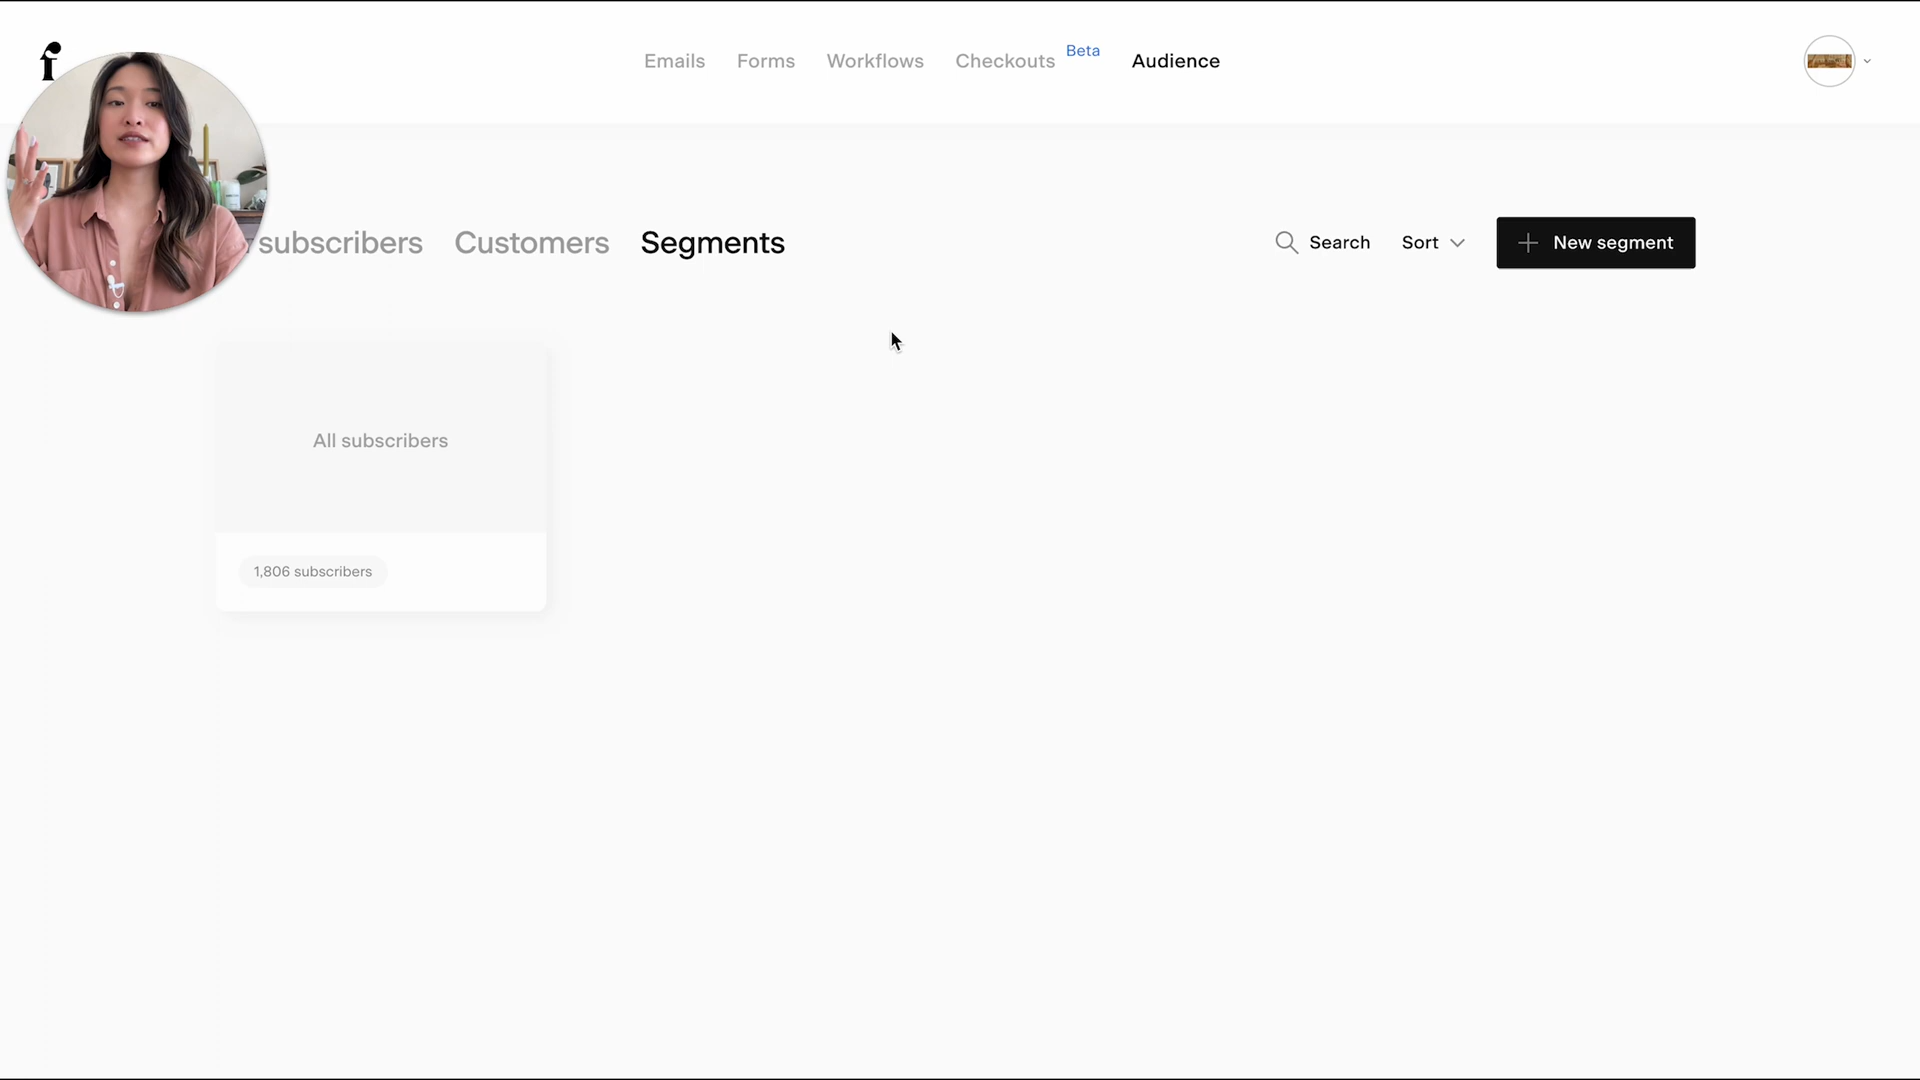 f
Emails Forms Workflows Checkouts Beta Audience
subscribers Customers Segments
Search Sort New segment
All subscribers
1,806 subscribers